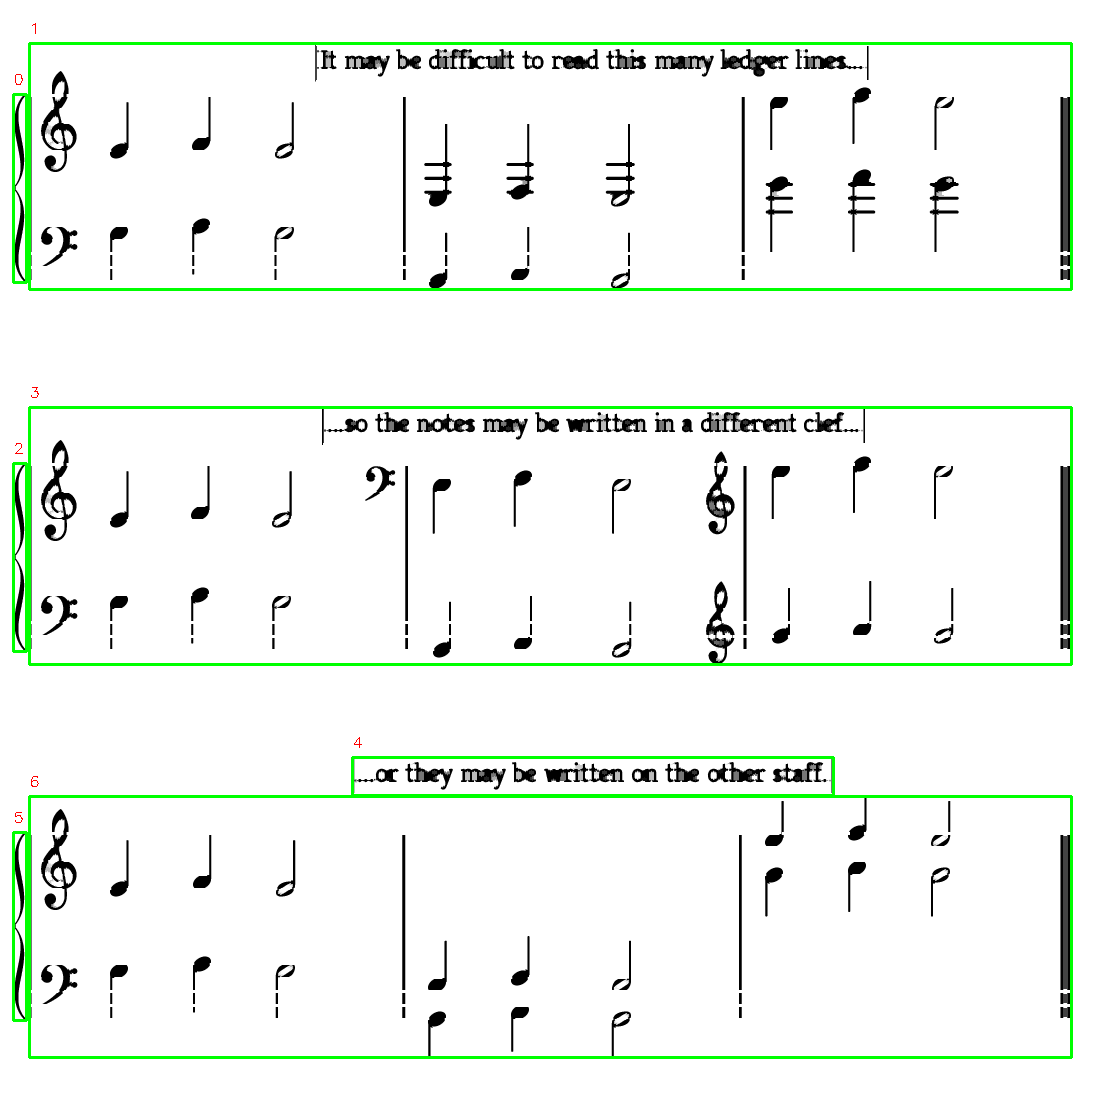 1
It may be difficult to read this many ledger lines...
0
3
....so the notes may be written in a different clef...
2
4
....or they may be written on the other staff.
6
5